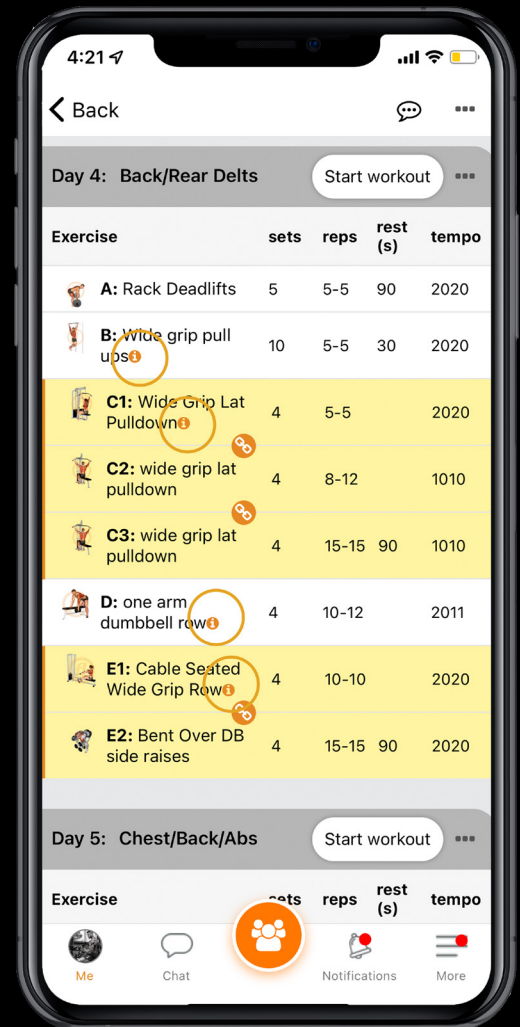 4:21
Back
Day 4: Back/Rear Delts Start workout
Exercise sets reps rest (s) tempo
A: Rack Deadlifts 5 5-5 90 2020
B: Wide grip pull
ups 10 5-5 30 2020
C1: Wide Grip Lat
Pulldown 4 5-5 2020
C2: wide grip lat
pulldown 4 8-12 1010
C3: wide grip lat
pulldown 4 15-15 90 1010
D: one arm
dumbbell row 4 10-12 2011
E1: Cable Seated
Wide Grip Row 4 10-10 2020
E2: Bent Over DB
side raises 4 15-15 90 2020
Day 5: Chest/Back/Abs Start workout
Exercise sets reps rest (s) tempo
Me Chat Notifications More